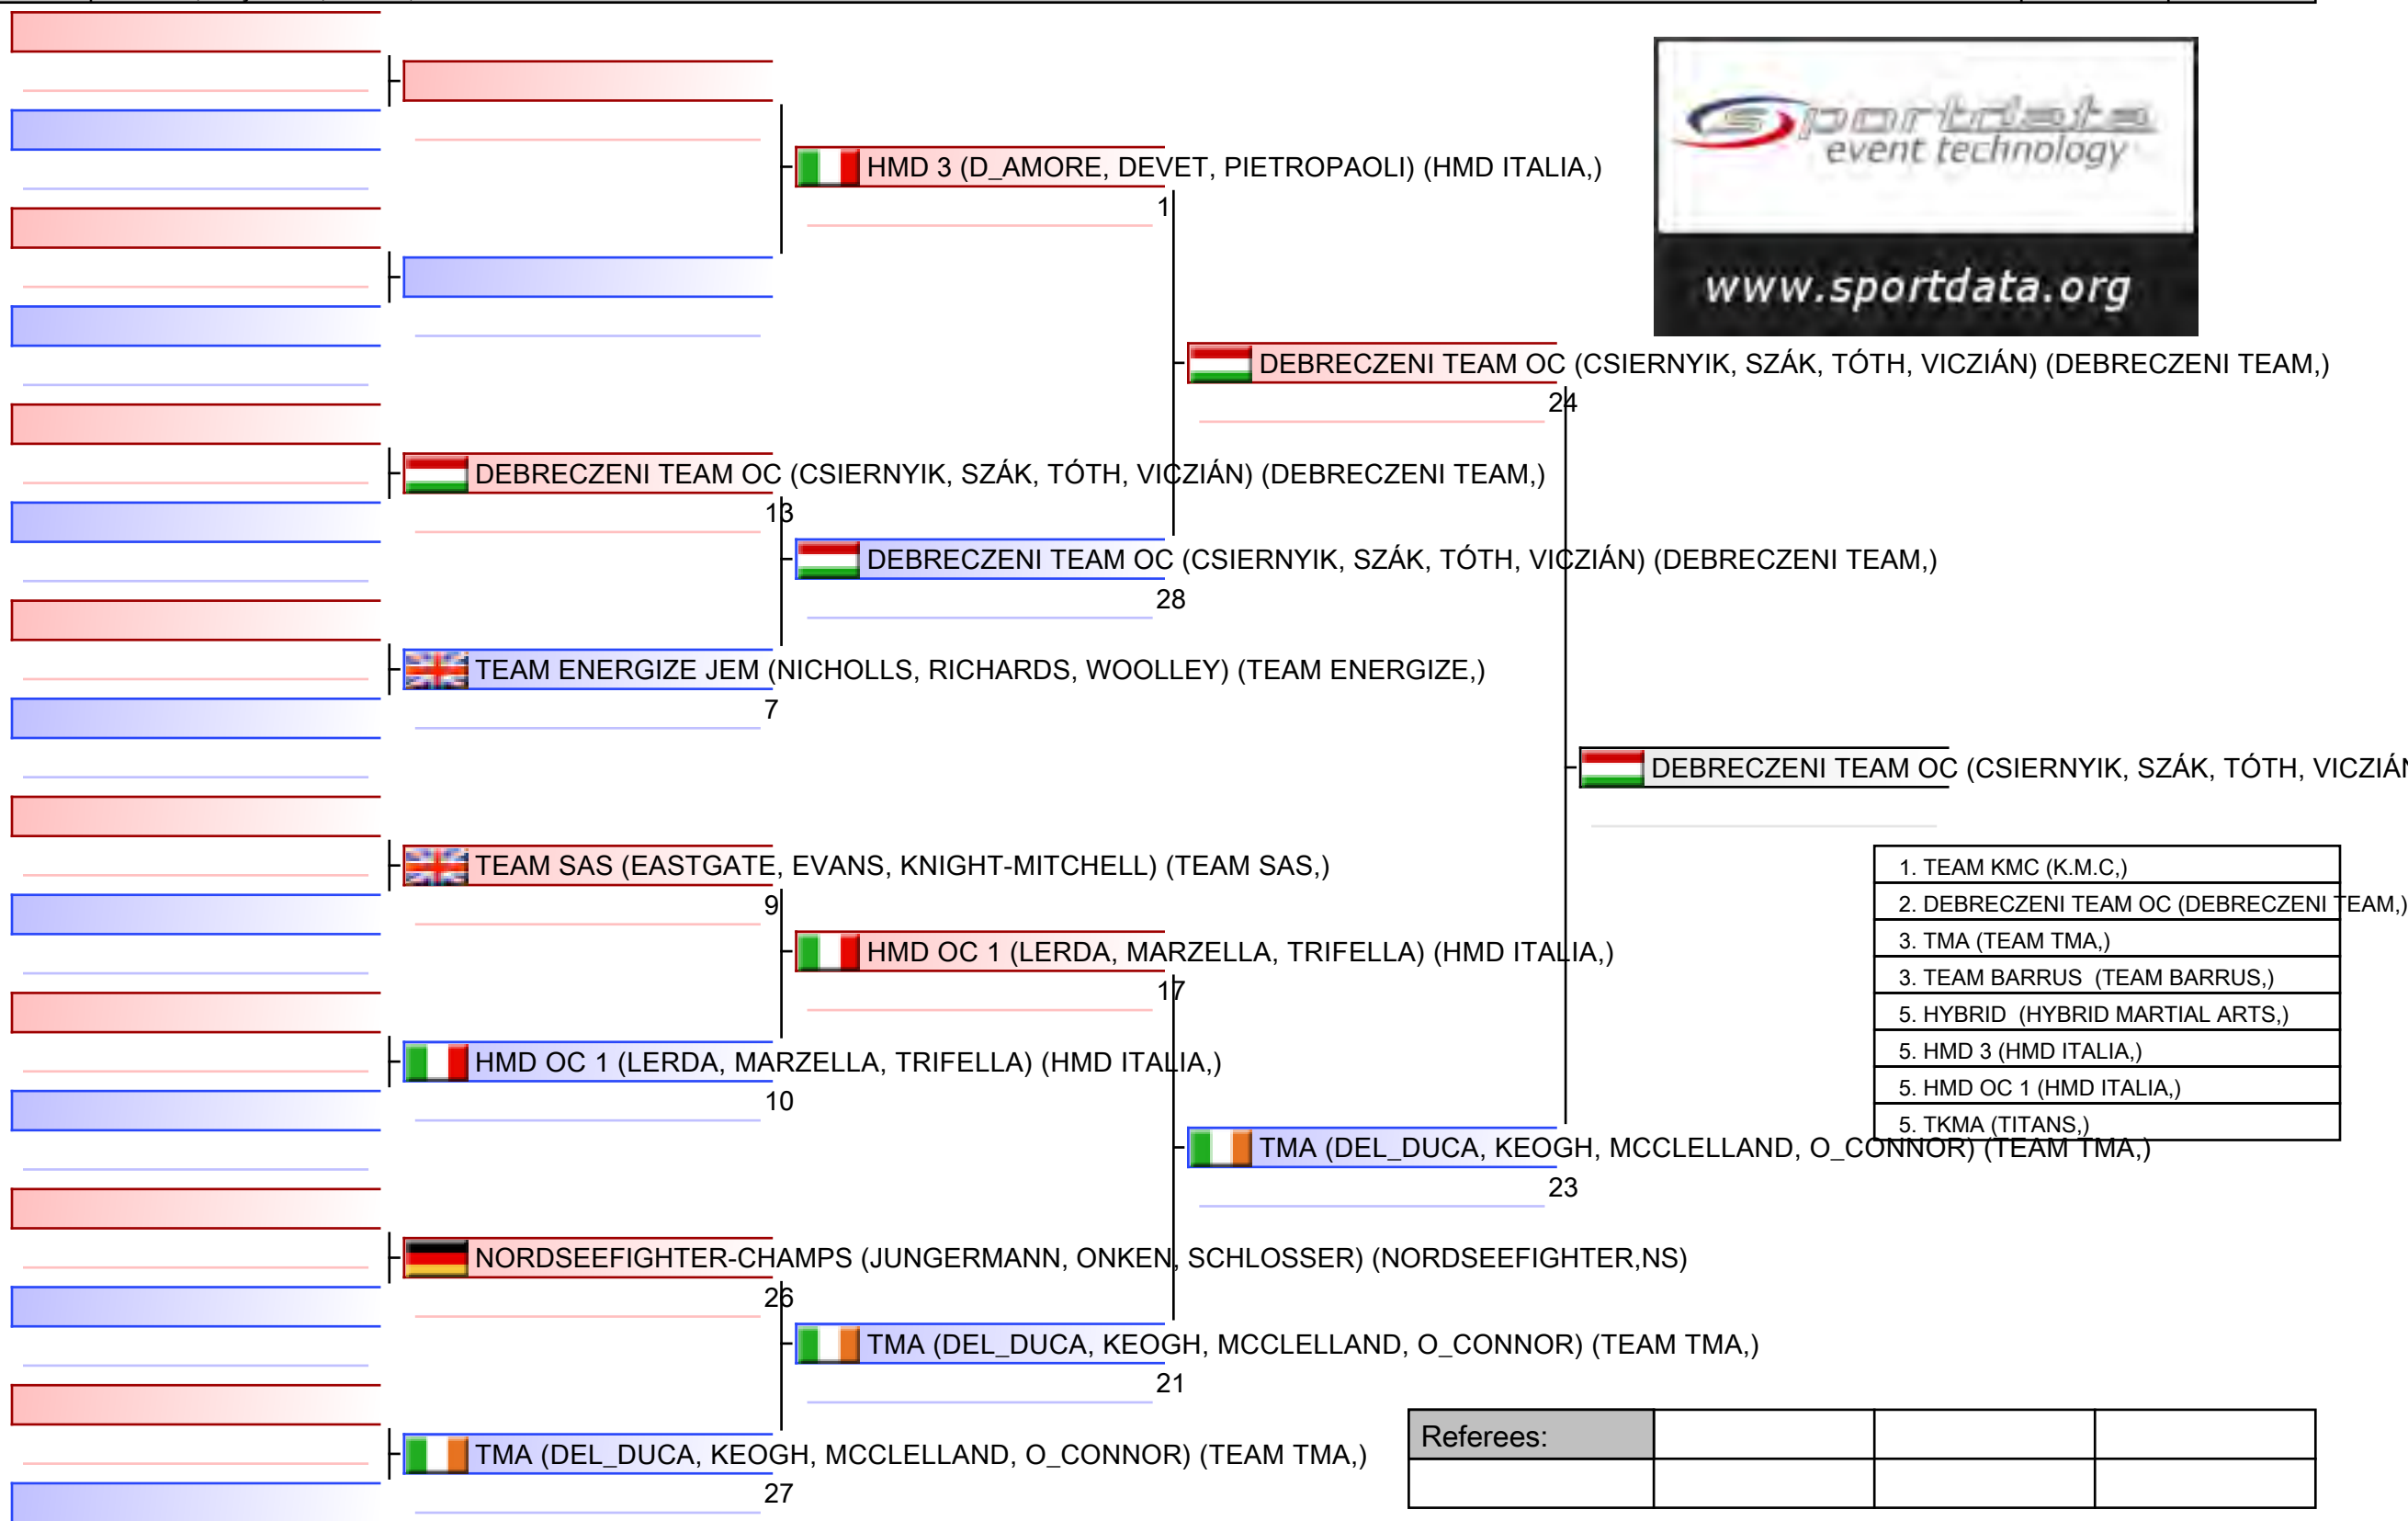 sportdata
event technology
www.sportdata.org
HMD 3 (D_AMORE, DEVET, PIETROPAOLI) (HMD ITALIA,)
1
DEBRECZENI TEAM OC (CSIERNYIK, SZÁK, TÓTH, VICZIÁN) (DEBRECZENI TEAM,)
24
DEBRECZENI TEAM OC (CSIERNYIK, SZÁK, TÓTH, VICZIÁN) (DEBRECZENI TEAM,)
13
DEBRECZENI TEAM OC (CSIERNYIK, SZÁK, TÓTH, VICZIÁN) (DEBRECZENI TEAM,)
28
TEAM ENERGIZE JEM (NICHOLLS, RICHARDS, WOOLLEY) (TEAM ENERGIZE,)
7
DEBRECZENI TEAM OC (CSIERNYIK, SZÁK, TÓTH, VICZIÁN
TEAM SAS (EASTGATE, EVANS, KNIGHT-MITCHELL) (TEAM SAS,)
9
HMD OC 1 (LERDA, MARZELLA, TRIFELLA) (HMD ITALIA,)
17
HMD OC 1 (LERDA, MARZELLA, TRIFELLA) (HMD ITALIA,)
10
1. TEAM KMC (K.M.C,)
2. DEBRECZENI TEAM OC (DEBRECZENI TEAM,)
3. TMA (TEAM TMA,)
3. TEAM BARRUS (TEAM BARRUS,)
5. HYBRID (HYBRID MARTIAL ARTS,)
5. HMD 3 (HMD ITALIA,)
5. HMD OC 1 (HMD ITALIA,)
5. TKMA (TITANS,)
TMA (DEL_DUCA, KEOGH, MCCLELLAND, O_CONNOR) (TEAM TMA,)
23
NORDSEEFIGHTER-CHAMPS (JUNGERMANN, ONKEN, SCHLOSSER) (NORDSEEFIGHTER,NS)
26
TMA (DEL_DUCA, KEOGH, MCCLELLAND, O_CONNOR) (TEAM TMA,)
21
TMA (DEL_DUCA, KEOGH, MCCLELLAND, O_CONNOR) (TEAM TMA,)
27
Referees: